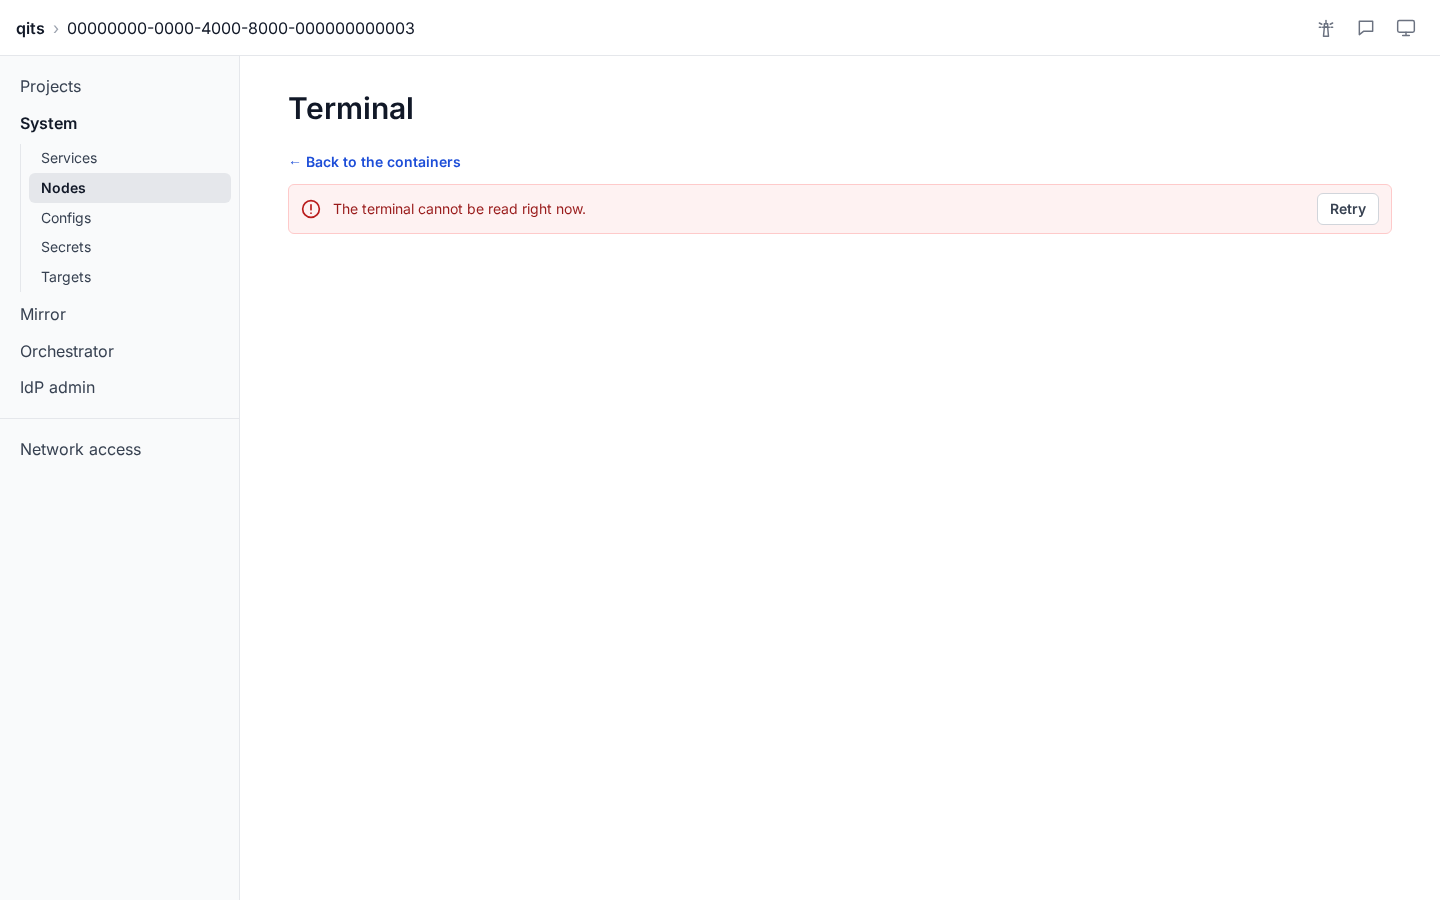 qits › 00000000-0000-4000-8000-000000000003
Projects
System
Services
Nodes
Configs
Secrets
Targets
Mirror
Orchestrator
IdP admin
Network access
Terminal
← Back to the containers
The terminal cannot be read right now.
Retry